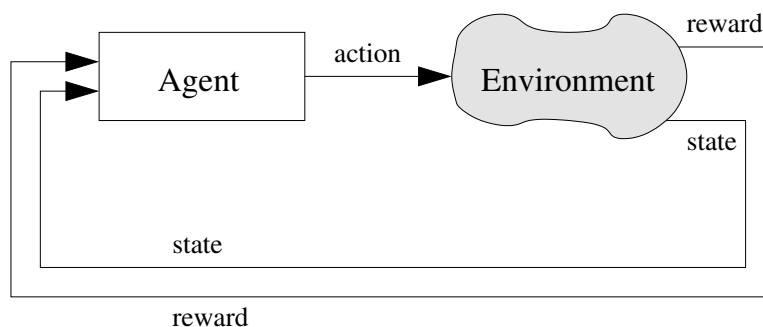 reward
action
Agent
Environment
state
state
reward